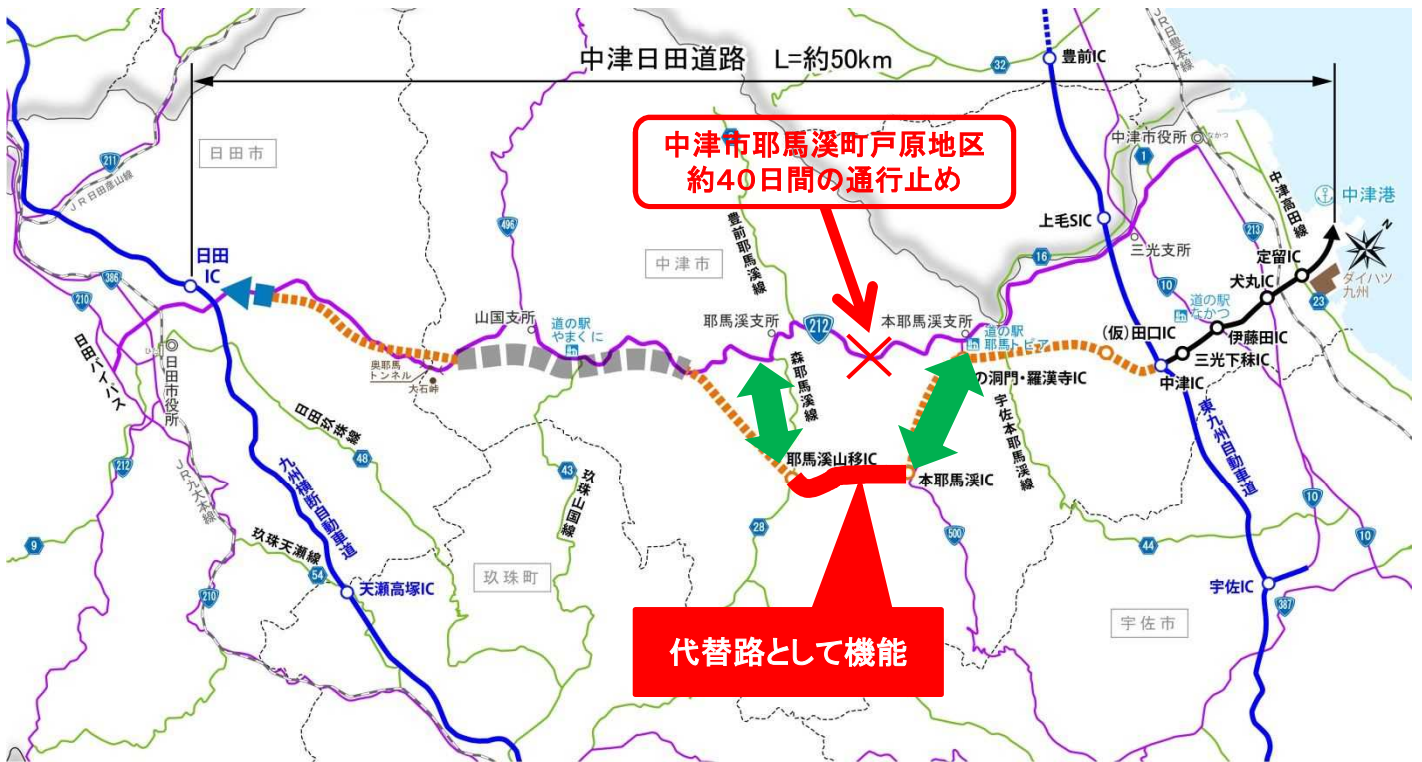 中津日田道路 L=約50km
豊前IC
32
JR日豊本線
中津市耶馬溪町戸原地区
約40日間の通行止め
中津市役所
なかつ
1
日田市
211
JR日田彦山線
中津高田線
中津港
N
496
豊前耶馬溪線
上毛SIC
三光支所
213
16
定留IC
ダイハツ
九州
23
日田
IC
386
210
中津市
犬丸IC
10
道の駅
なかつ
伊藤田IC
山国支所
道の駅
やまくに
耶馬溪支所
212
本耶馬溪支所
道の駅
耶馬トピア
(仮)田口IC
三光下秣IC
中津IC
日田バイパス
ひた
日田市役所
奥耶馬
トンネル
大石峠
森耶馬溪線
の洞門・羅漢寺IC
宇佐本耶馬溪線
東九州自動車道
212
JR久大本線
日田玖珠線
48
九州横断自動車道
43
玖珠山国線
耶馬溪山移IC
本耶馬溪IC
10
28
500
44
10
9
玖珠天瀬線
54
210
天瀬高塚IC
玖珠町
宇佐IC
387
宇佐市
代替路として機能